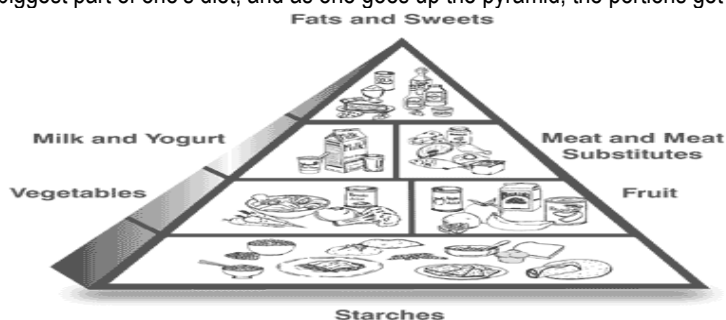 biggest part of one's diet, and as one goes up the pyramid, the portions get
Fats and Sweets
Milk and Yogurt
Meat and Meat
Substitutes
Vegetables
Fruit
Starches